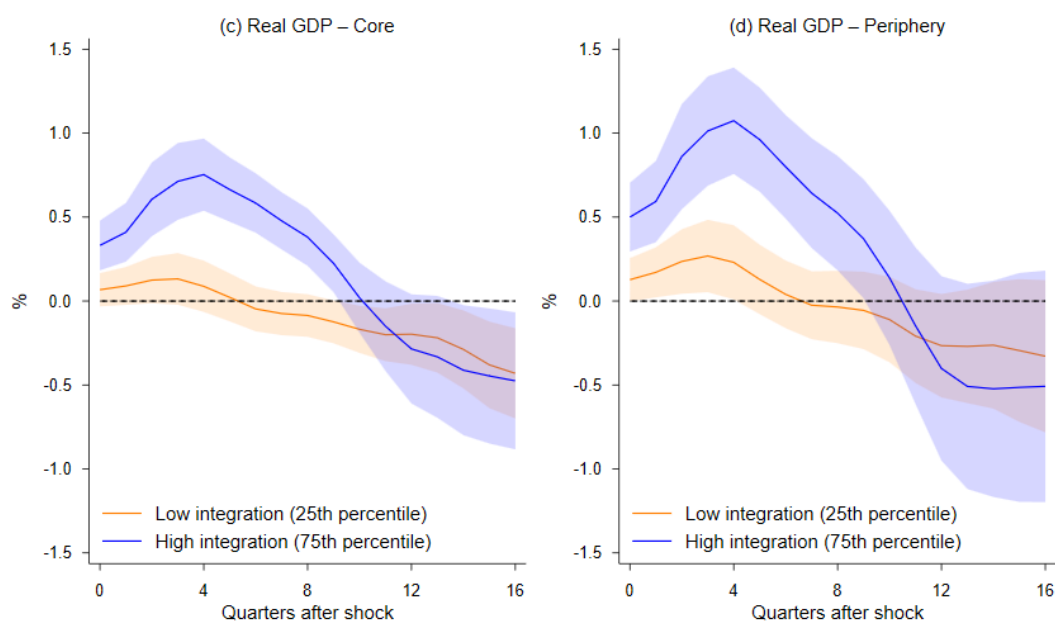 (c) Real GDP – Core
1.5
1.0
0.5
0.0
-0.5
-1.0
-1.5
%
Low integration (25th percentile)
High integration (75th percentile)
0 4 8 12 16
Quarters after shock
(d) Real GDP – Periphery
1.5
1.0
0.5
0.0
-0.5
-1.0
-1.5
%
Low integration (25th percentile)
High integration (75th percentile)
0 4 8 12 16
Quarters after shock